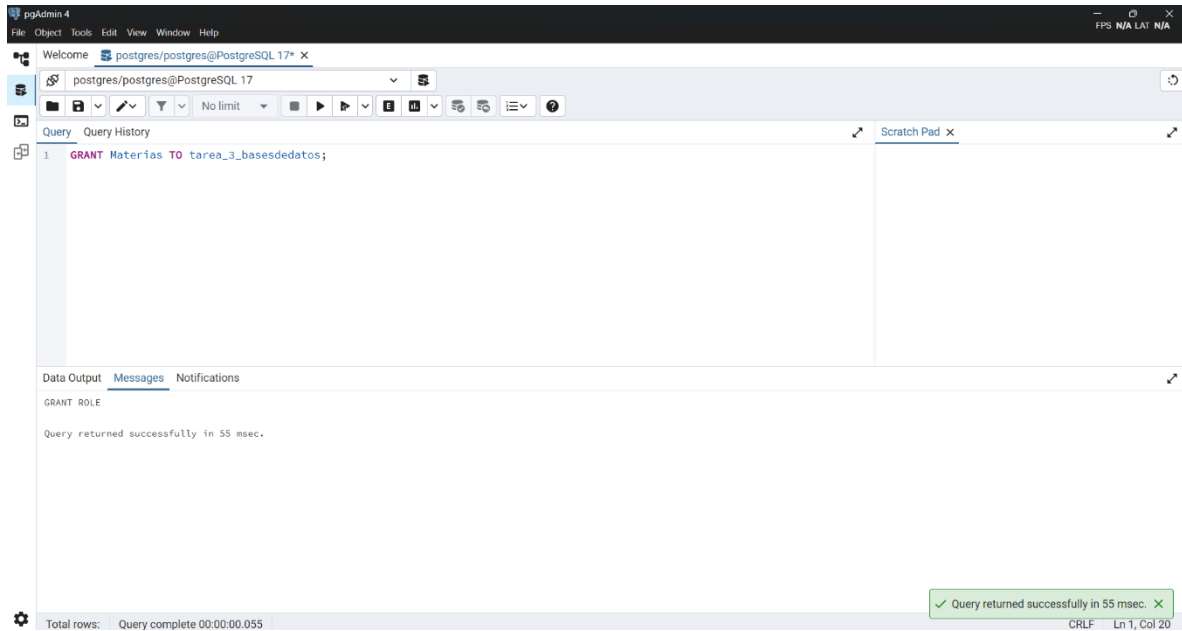 pgAdmin 4
FPS N/A LAT N/A
File Object Tools Edit View Window Help
Welcome postgres/postgres@PostgreSQL 17* X
postgres/postgres@PostgreSQL 17
No limit
Query Query History
Scratch Pad X
1 GRANT Materias TO tarea_3_basesdedatos;
Data Output Messages Notifications
GRANT ROLE
Query returned successfully in 55 msec.
Query returned successfully in 55 msec.
Total rows: Query complete 00:00:00.055
CRLF Ln 1, Col 20